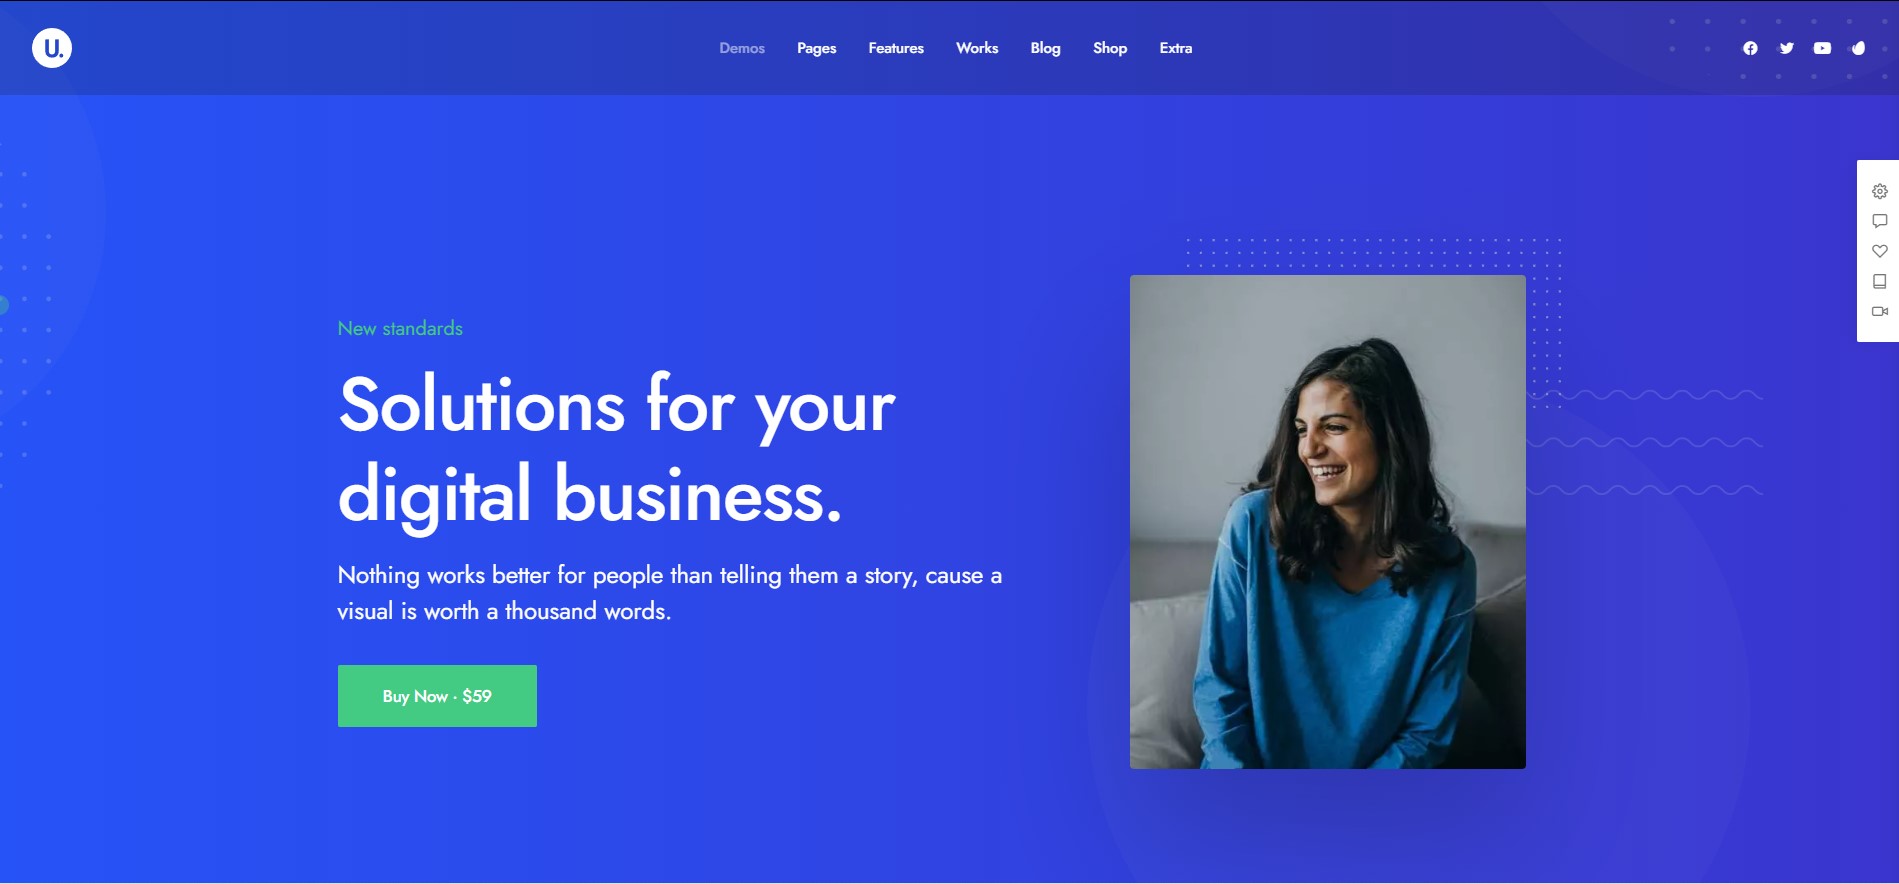 U.
Demos Pages Features Works Blog Shop Extra
New standards
Solutions for your
digital business.
Nothing works better for people than telling them a story, cause a
visual is worth a thousand words.
Buy Now · $59